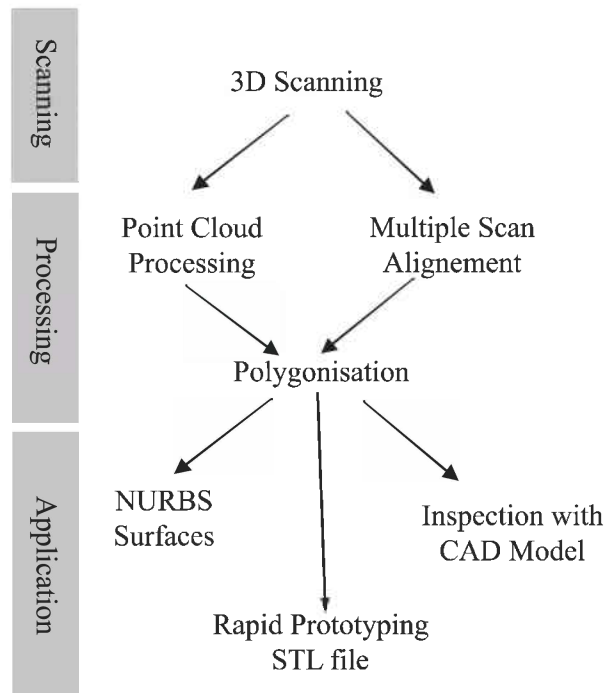 Scanning
3D Scanning
Processing
Point Cloud
Processing
Multiple Scan
Alignement
Polygonisation
Application
NURBS
Surfaces
Inspection with
CAD Model
Rapid Prototyping
STL file